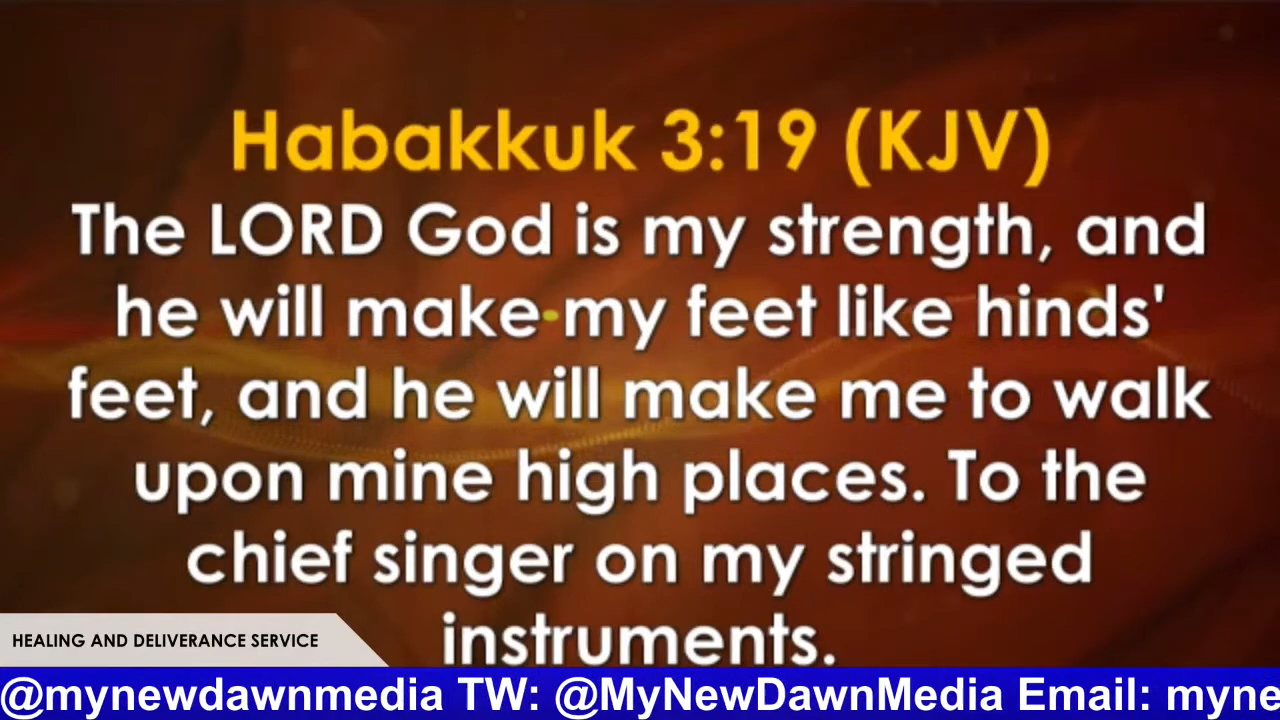 Habakkuk 3:19 (KJV)
The LORD God is my strength, and
he will make my feet like hinds'
feet, and he will make me to walk
upon mine high places. To the
chief singer on my stringed
instruments.
HEALING AND DELIVERANCE SERVICE
@mynewdawnmedia TW: @MyNewDawnMedia Email: myne